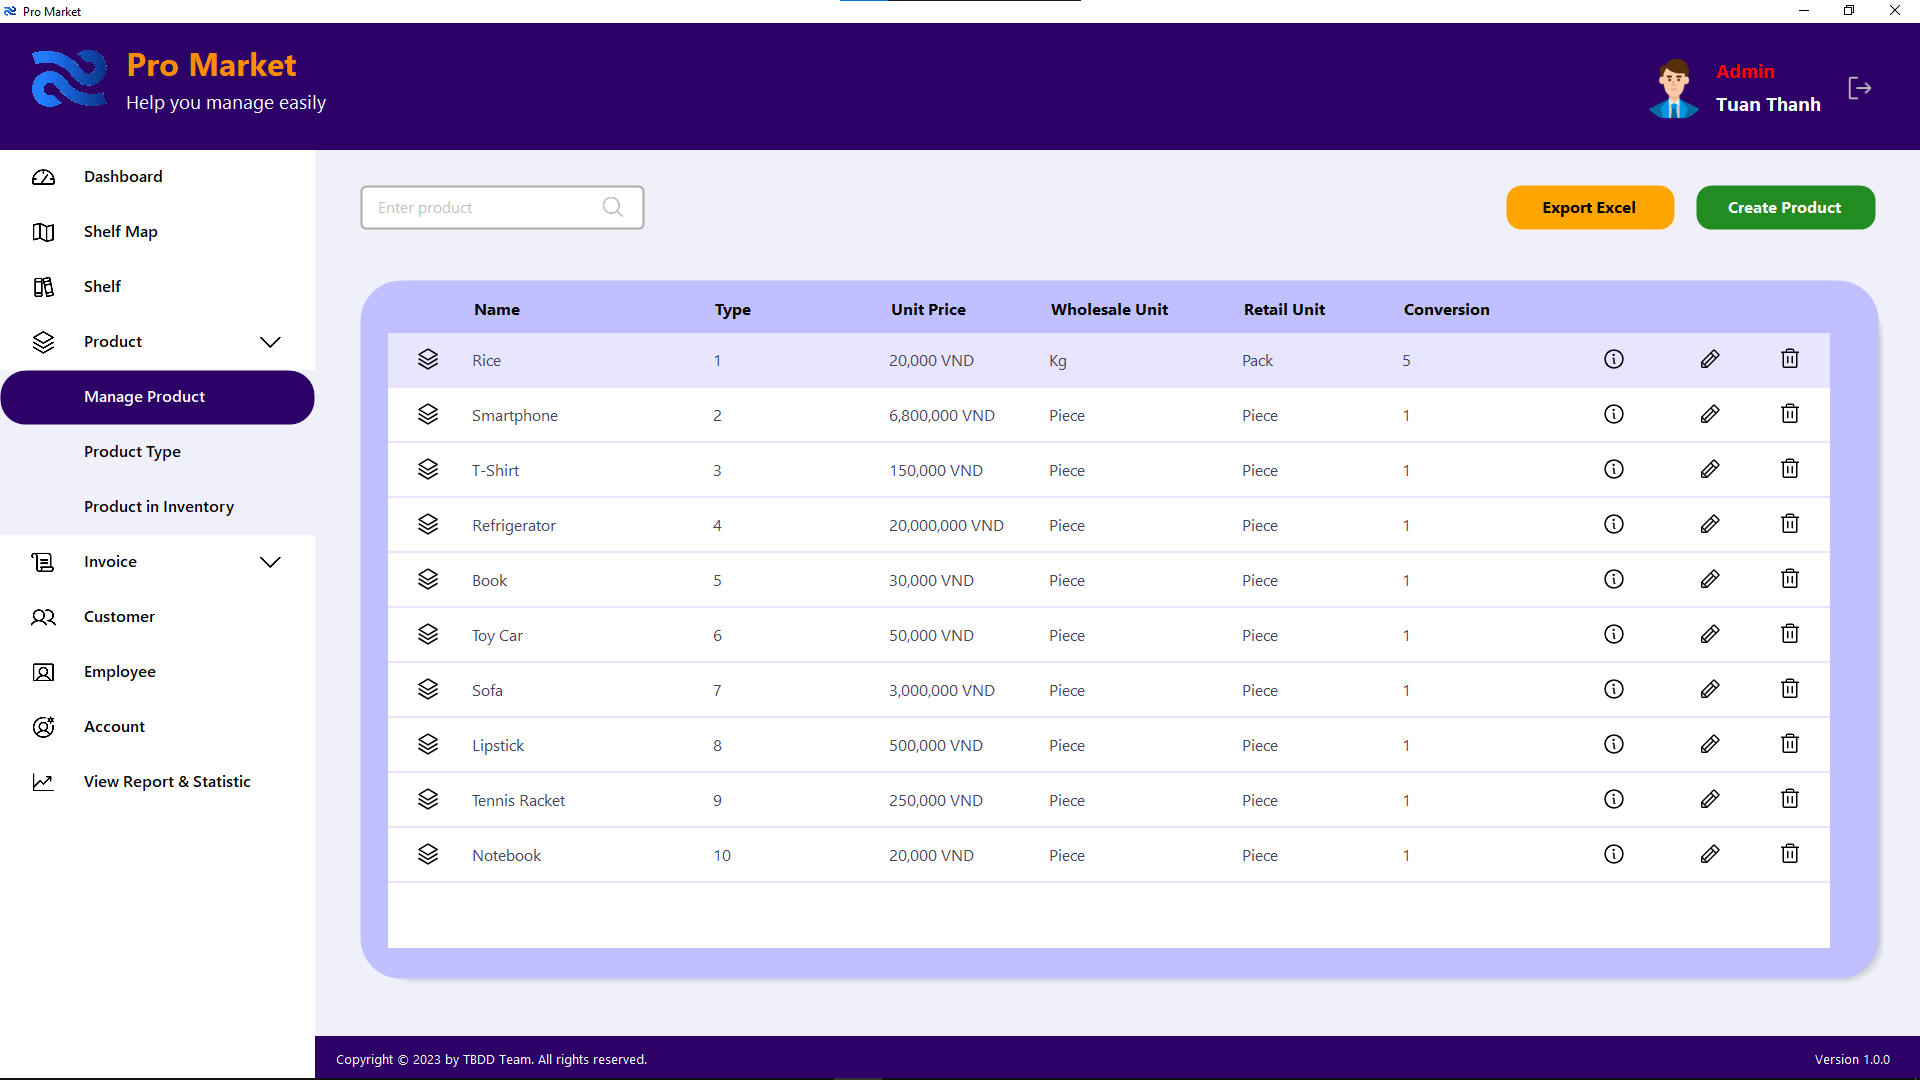 Pro Market
Pro Market
Help you manage easily
Admin
Tuan Thanh
Dashboard
Shelf Map
Shelf
Product
Manage Product
Product Type
Product in Inventory
Invoice
Customer
Employee
Account
View Report & Statistic
Enter product
Export Excel
Create Product
Name Type Unit Price Wholesale Unit Retail Unit Conversion
Rice 1 20,000 VND Kg Pack 5
Smartphone 2 6,800,000 VND Piece Piece 1
T-Shirt 3 150,000 VND Piece Piece 1
Refrigerator 4 20,000,000 VND Piece Piece 1
Book 5 30,000 VND Piece Piece 1
Toy Car 6 50,000 VND Piece Piece 1
Sofa 7 3,000,000 VND Piece Piece 1
Lipstick 8 500,000 VND Piece Piece 1
Tennis Racket 9 250,000 VND Piece Piece 1
Notebook 10 20,000 VND Piece Piece 1
Copyright © 2023 by TBDD Team. All rights reserved.
Version 1.0.0